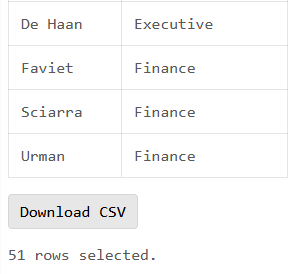 De Haan Executive
Faviet Finance
Sciarra Finance
Urman Finance
Download CSV
51 rows selected.